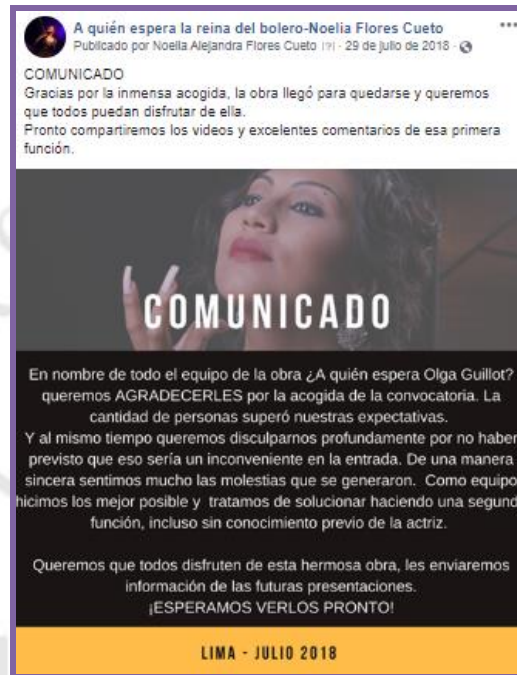 A quién espera la reina del bolero-Noelia Flores Cueto
Publicado por Noelia Alejandra Flores Cueto [?] · 29 de julio de 2018 ·
COMUNICADO
Gracias por la inmensa acogida, la obra llegó para quedarse y queremos
que todos puedan disfrutar de ella.
Pronto compartiremos los videos y excelentes comentarios de esa primera
función.
COMUNICADO
En nombre de todo el equipo de la obra ¿A quién espera Olga Guillot?
queremos AGRADECERLES por la acogida de la convocatoria. La
cantidad de personas superó nuestras expectativas.
Y al mismo tiempo queremos disculparnos profundamente por no haber
previsto que eso sería un inconveniente en la entrada. De una manera
sincera sentimos mucho las molestias que se generaron. Como equipo
hicimos los mejor posible y tratamos de solucionar haciendo una segund
función, incluso sin conocimiento previo de la actriz.
Queremos que todos disfruten de esta hermosa obra, les enviaremos
información de las futuras presentaciones.
¡ESPERAMOS VERLOS PRONTO!
LIMA - JULIO 2018